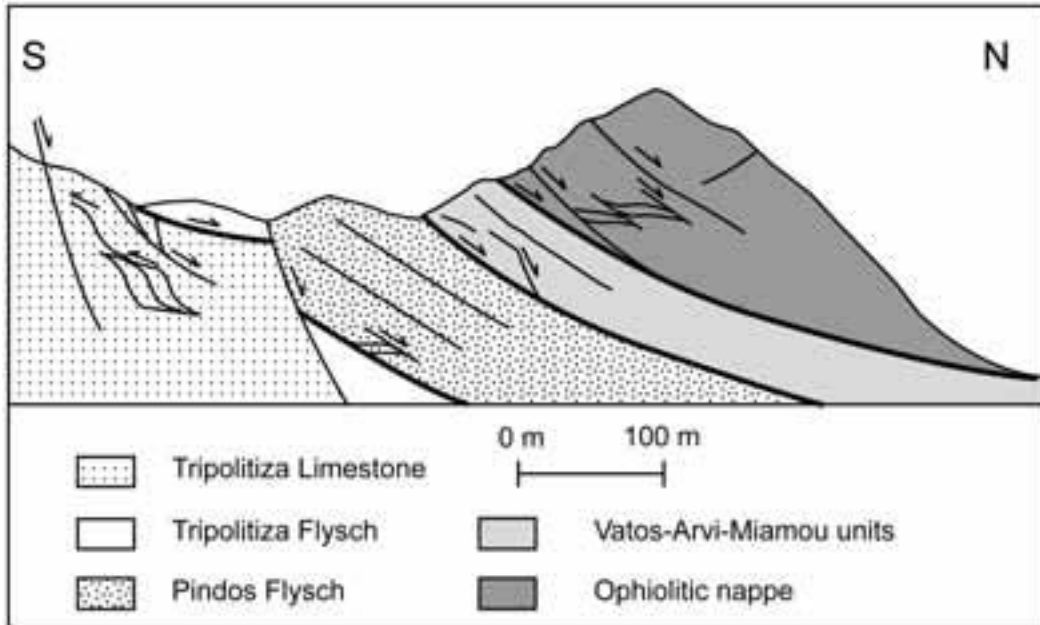 S
N
0 m 100 m
Tripolitiza Limestone
Tripolitiza Flysch
Pindos Flysch
Vatos-Arvi-Miamou units
Ophiolitic nappe